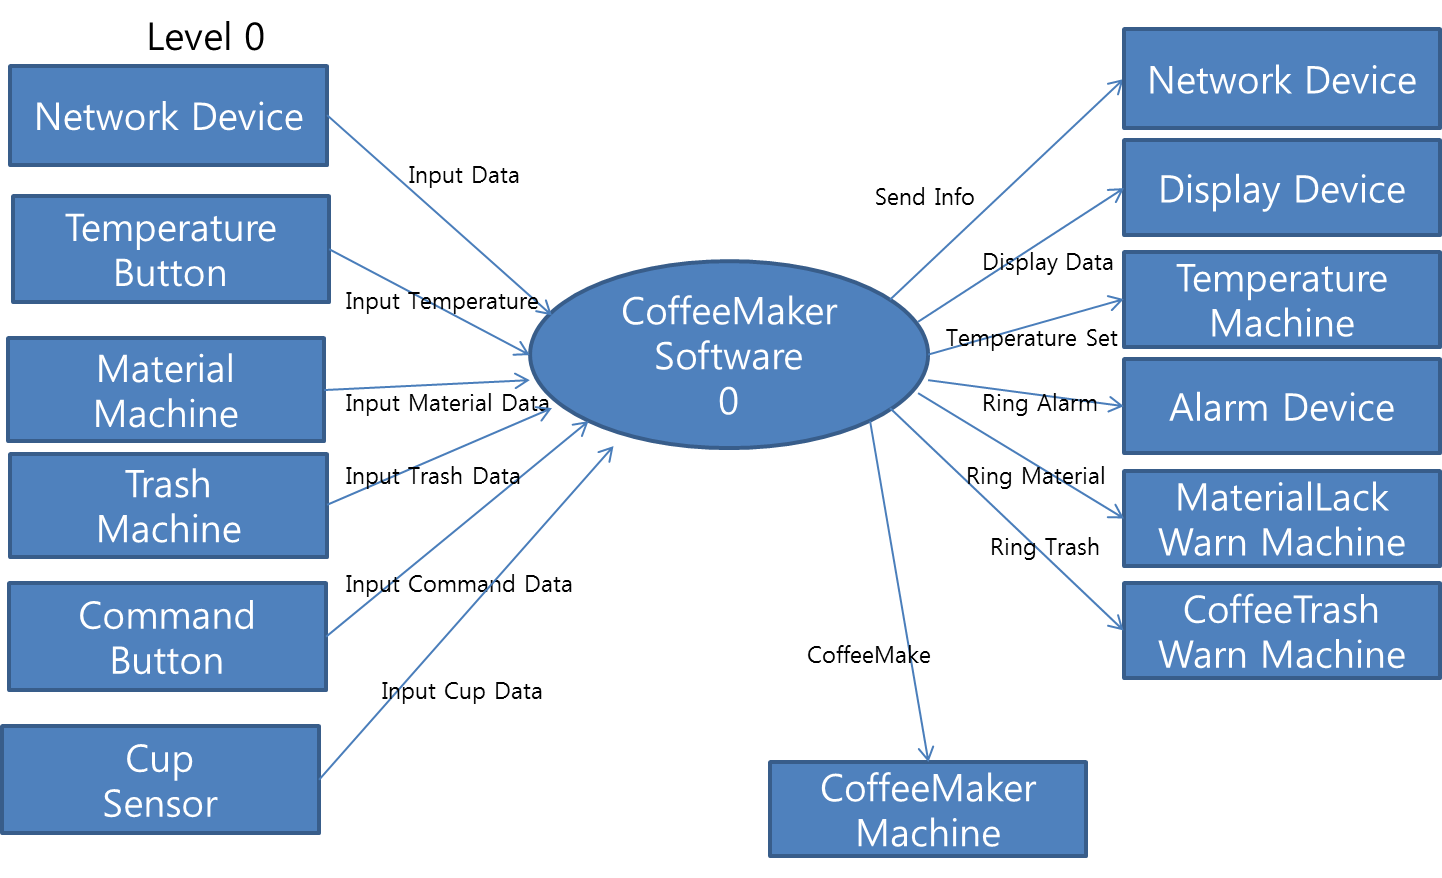 Level 0
Network Device
Temperature
Button
Material
Machine
Trash
Machine
Command
Button
Cup
Sensor
Input Data
Input Temperature
Input Material Data
Input Trash Data
Input Command Data
Input Cup Data
CoffeeMaker
Software
0
Send Info
Display Data
Temperature Set
Ring Alarm
Ring Material
Ring Trash
CoffeeMake
Network Device
Display Device
Temperature
Machine
Alarm Device
MaterialLack
Warn Machine
CoffeeTrash
Warn Machine
CoffeeMaker
Machine